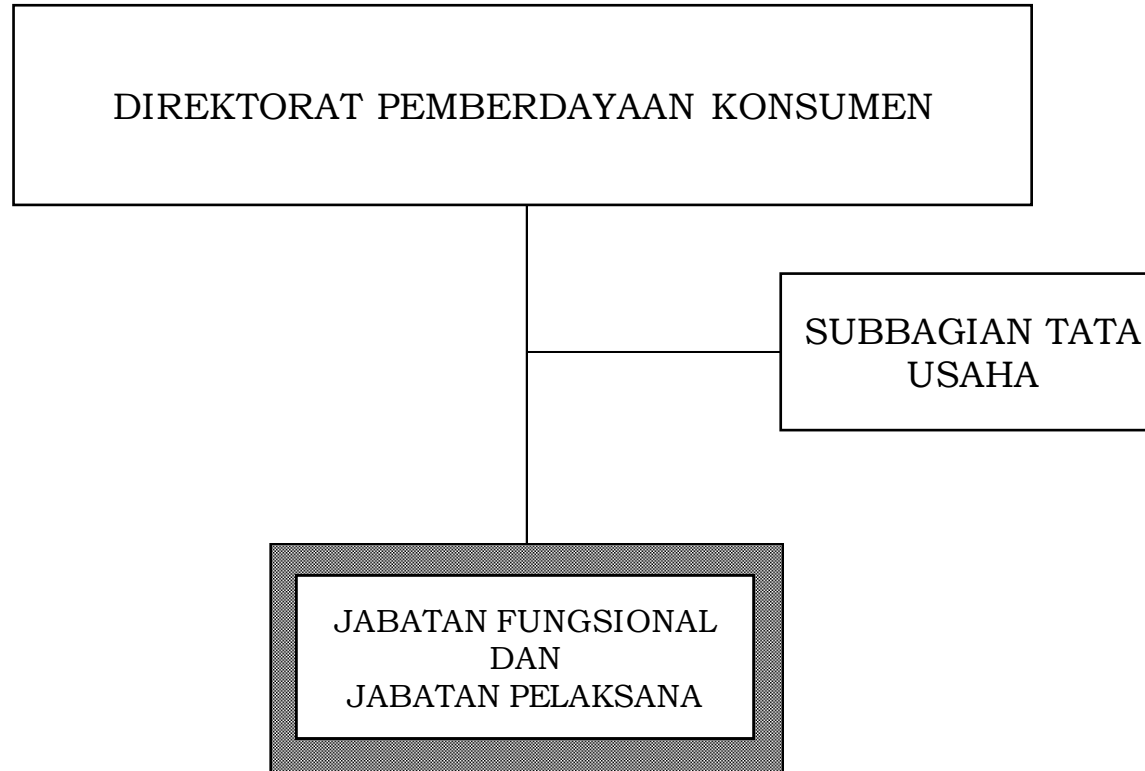 DIREKTORAT PEMBERDAYAAN KONSUMEN
SUBBAGIAN TATA
USAHA
JABATAN FUNGSIONAL
DAN
JABATAN PELAKSANA